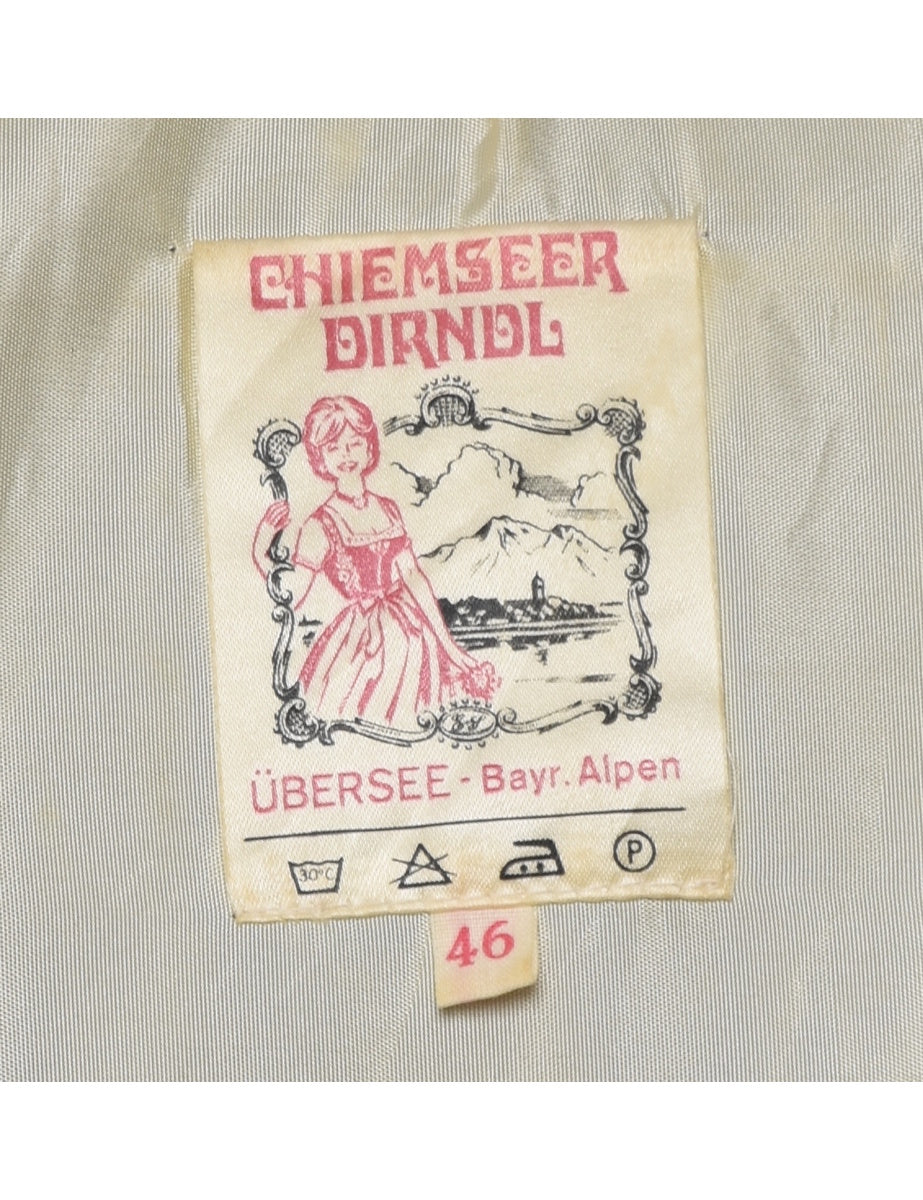 CHIEMSEER
DIRNDL
ÜBERSEE - Bayr. Alpen
30°C
P
46